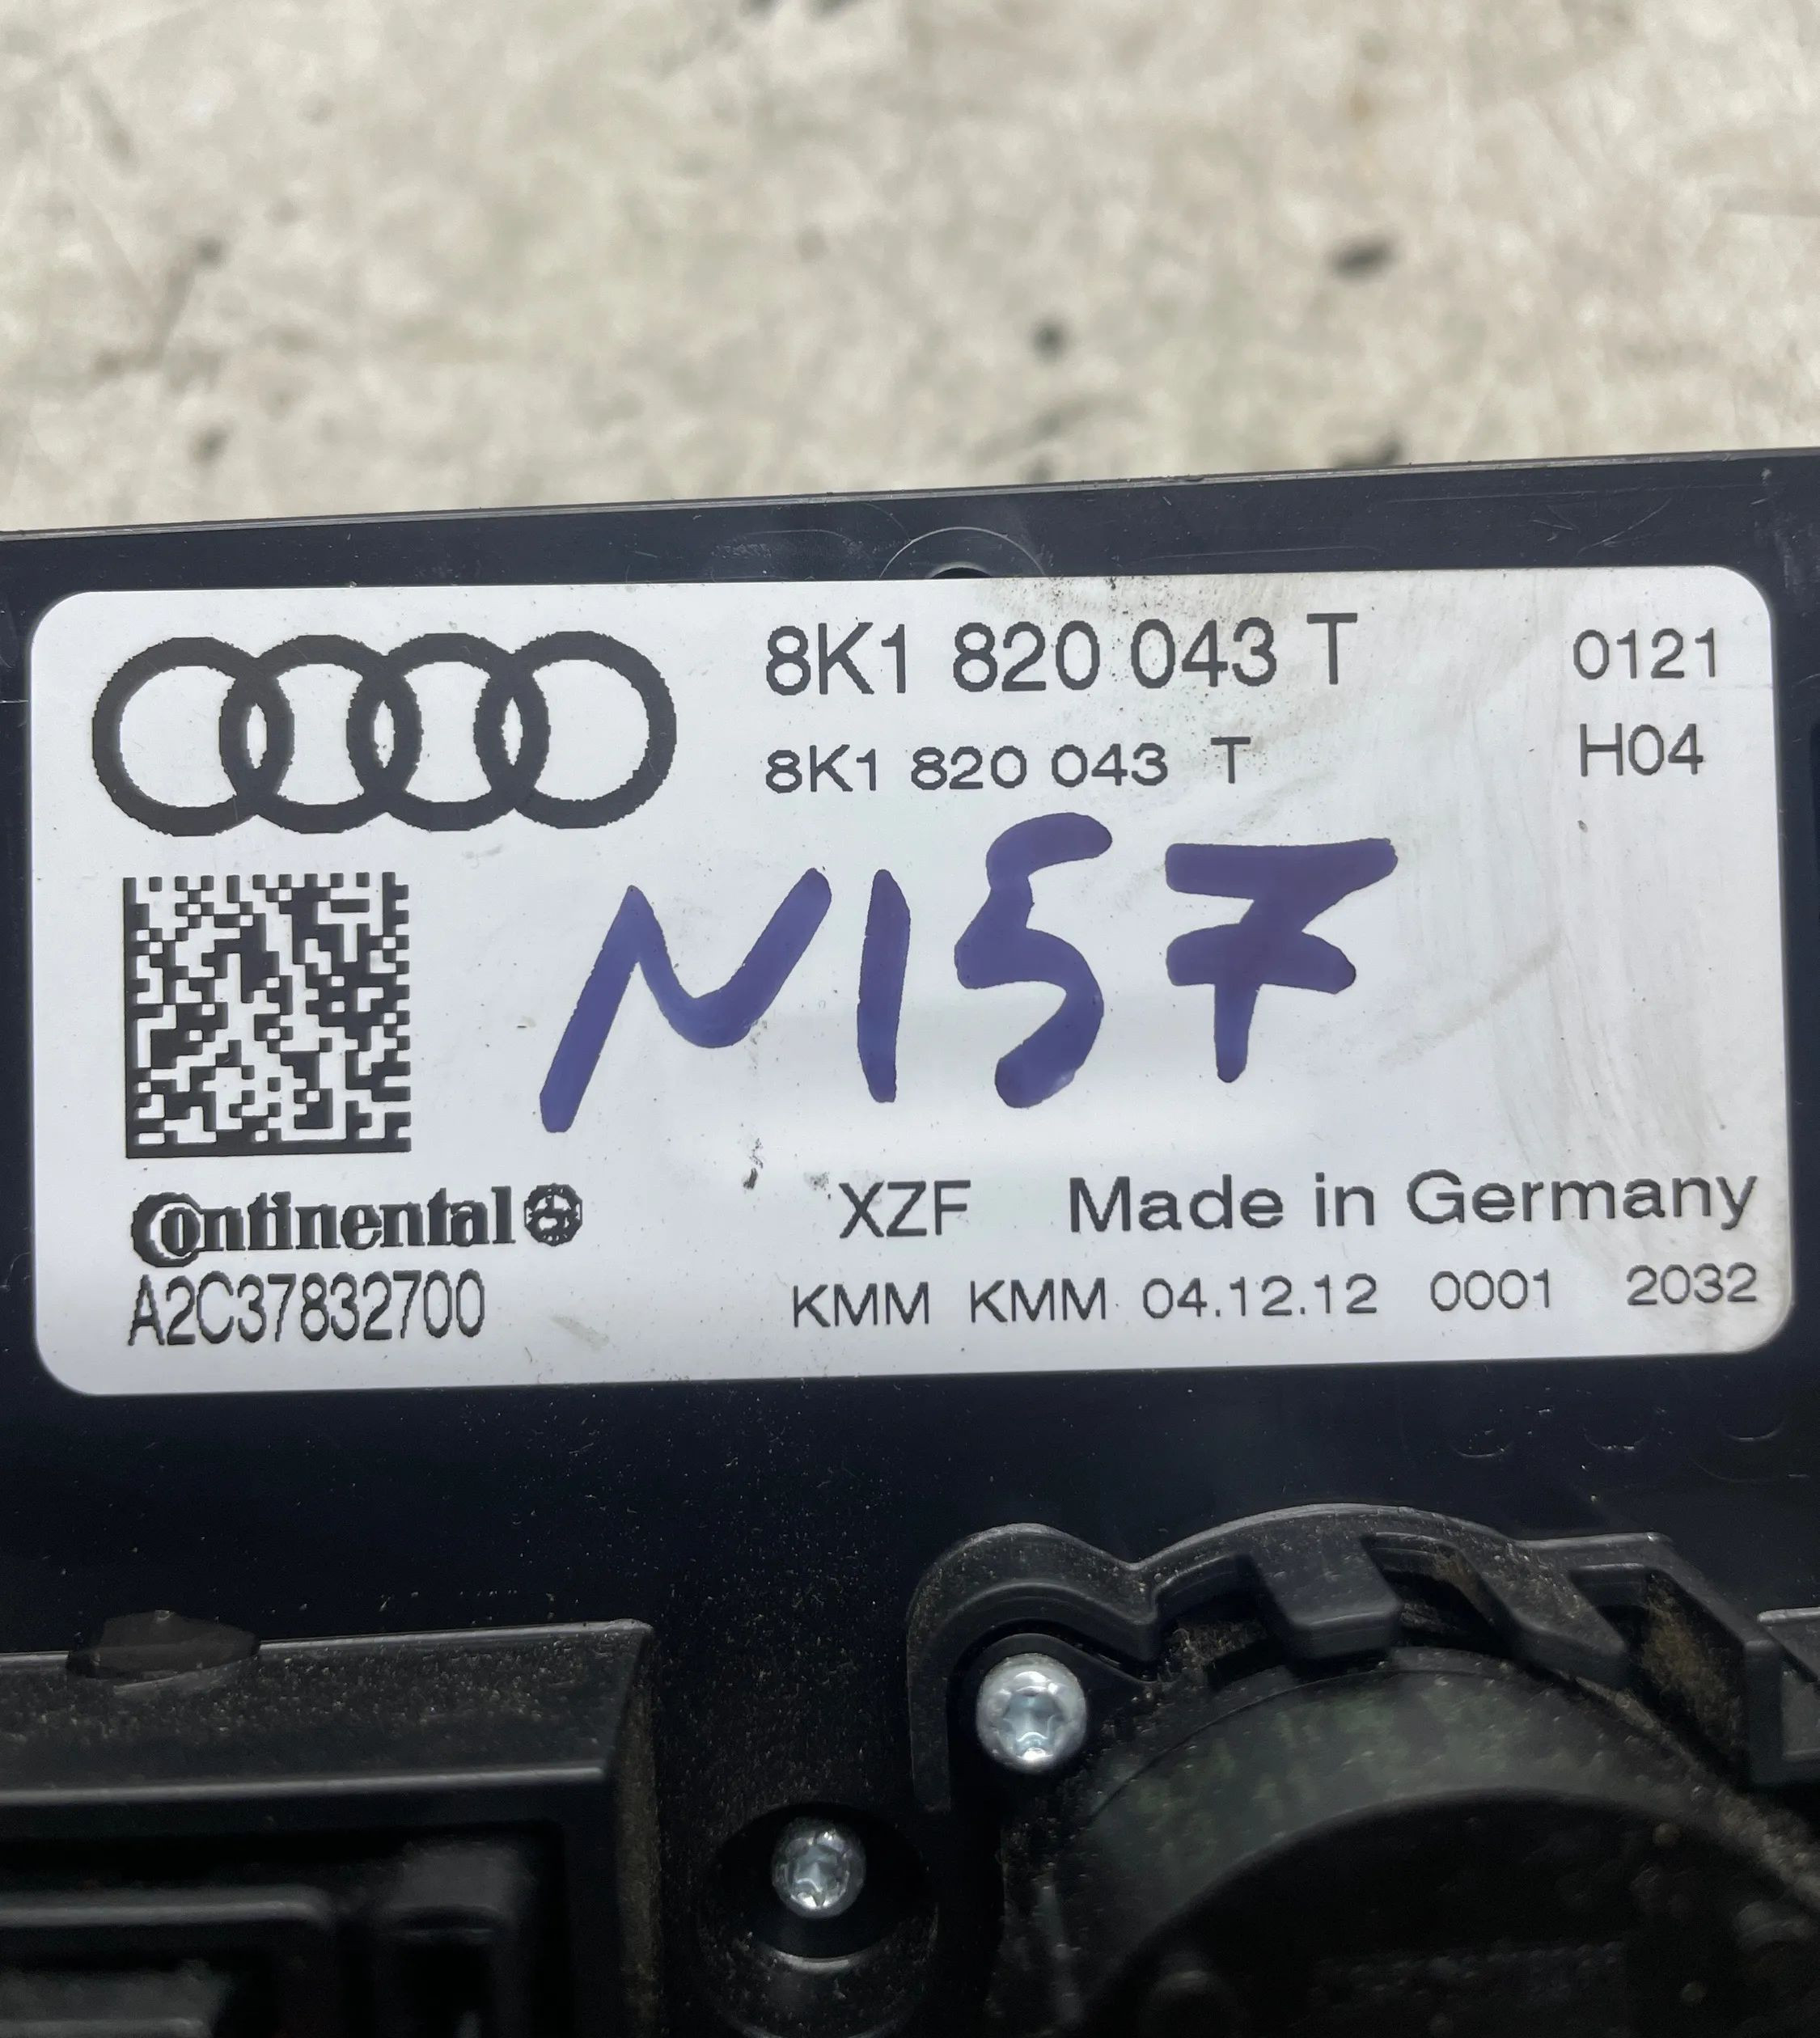 8K1 820 043 T 0121
8K1 820 043 T H04
N157
Continental XZF Made in Germany
A2C37832700 KMM KMM 04.12.12 0001 2032